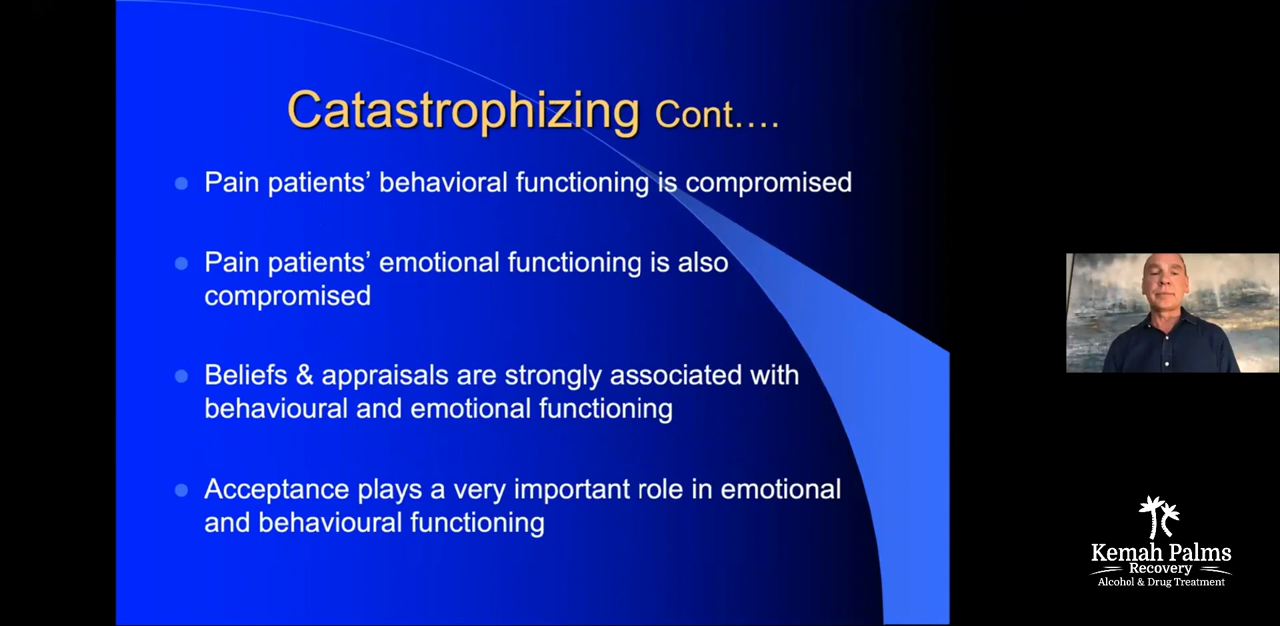 Catastrophizing Cont....
Pain patients’ behavioral functioning is compromised
Pain patients’ emotional functioning is also
compromised
Beliefs & appraisals are strongly associated with
behavioural and emotional functioning
Acceptance plays a very important role in emotional
and behavioural functioning
Kemah Palms
Recovery
Alcohol & Drug Treatment